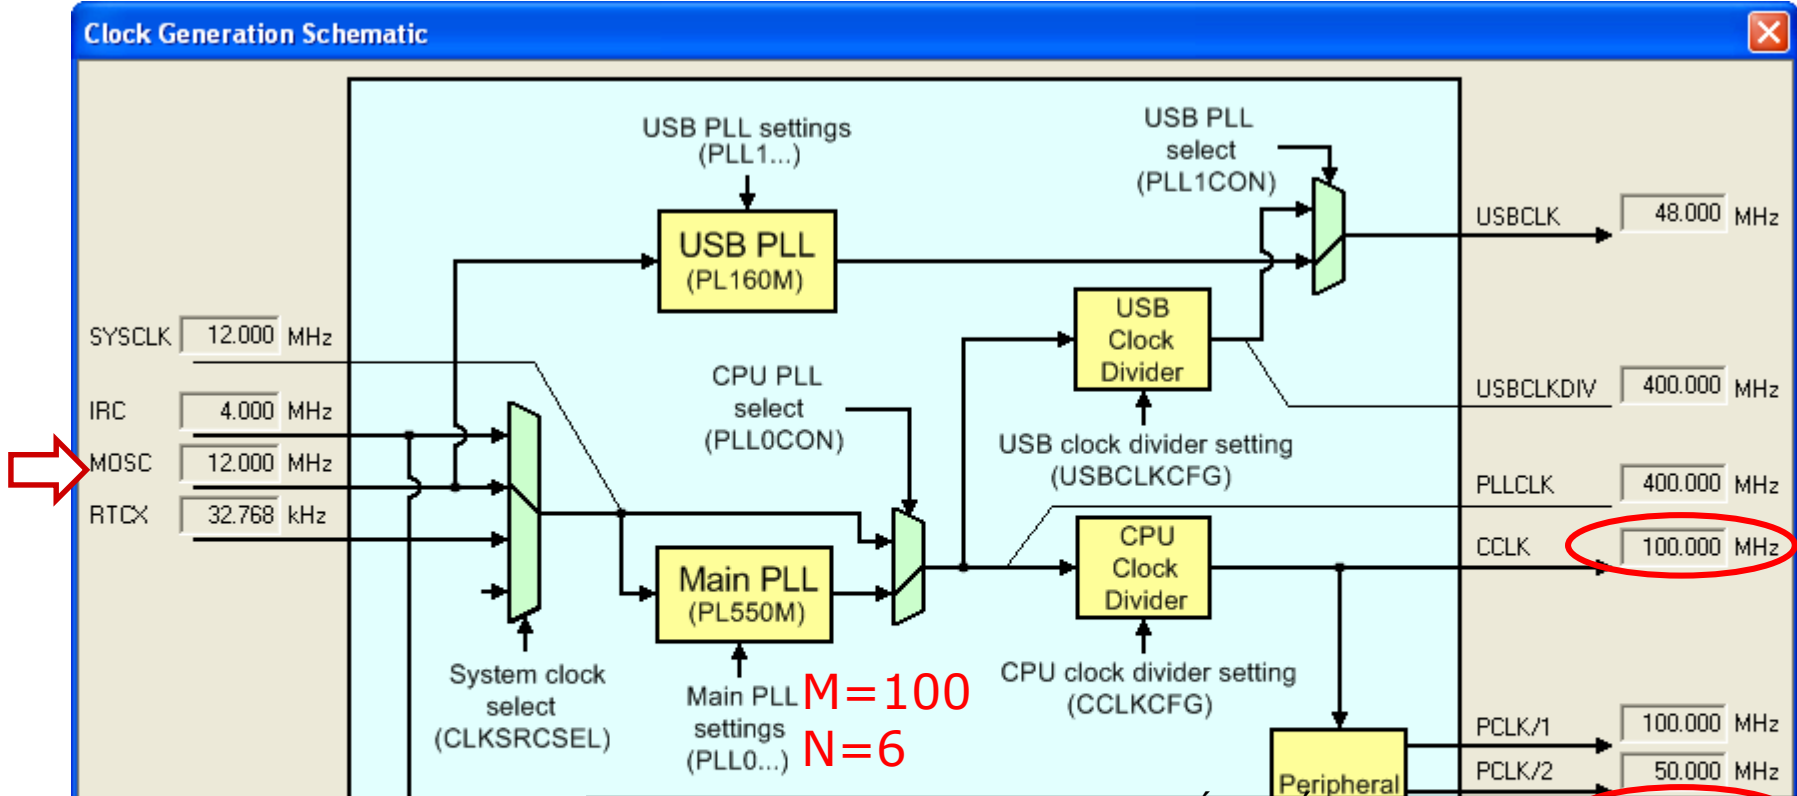 Clock Generation Schematic
USB PLL settings
(PLL1...)
USB PLL
select
(PLL1CON)
USB PLL
(PL160M)
USBCLK 48.000 MHz
USB
Clock
Divider
SYSCLK 12.000 MHz
CPU PLL
select
(PLL0CON)
USBCLKDIV 400.000 MHz
IRC 4.000 MHz
USB clock divider setting
(USBCLKCFG)
MOSC 12.000 MHz
PLLCLK 400.000 MHz
RTCX 32.768 kHz
CPU
Clock
Divider
CCLK 100.000 MHz
Main PLL
(PL550M)
System clock
select
(CLKSRCSEL)
Main PLL
settings
(PLL0...)
M=100
N=6
CPU clock divider setting
(CCLKCFG)
PCLK/1 100.000 MHz
PCLK/2 50.000 MHz
Peripheral